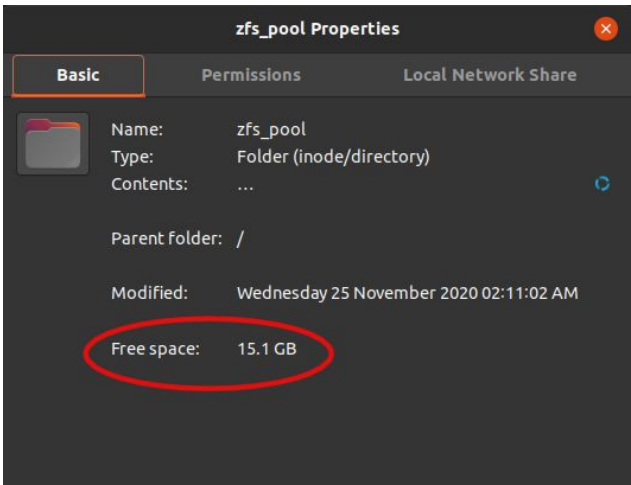 zfs_pool Properties
Basic Permissions Local Network Share
Name: zfs_pool
Type: Folder (inode/directory)
Contents: ...
Parent folder: /
Modified: Wednesday 25 November 2020 02:11:02 AM
Free space: 15.1 GB